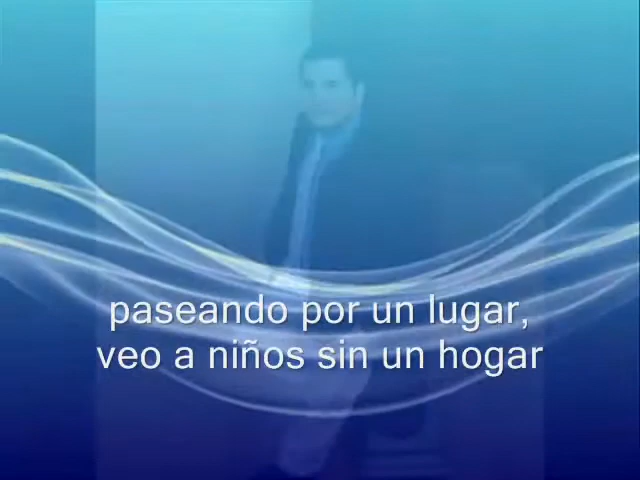 paseando por un lugar,
veo a niños sin un hogar